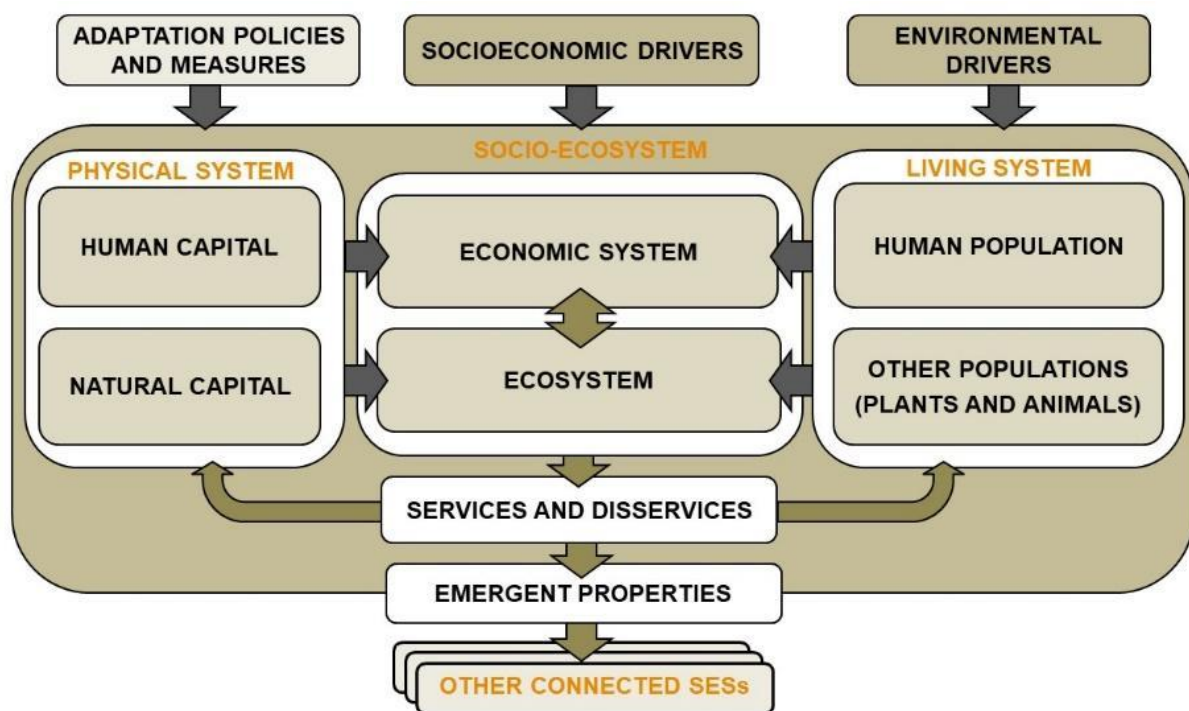 ADAPTATION POLICIES
AND MEASURES
SOCIOECONOMIC DRIVERS
ENVIRONMENTAL
DRIVERS
SOCIO-ECOSYSTEM
PHYSICAL SYSTEM
HUMAN CAPITAL
NATURAL CAPITAL
ECONOMIC SYSTEM
ECOSYSTEM
LIVING SYSTEM
HUMAN POPULATION
OTHER POPULATIONS
(PLANTS AND ANIMALS)
SERVICES AND DISSERVICES
EMERGENT PROPERTIES
OTHER CONNECTED SESs